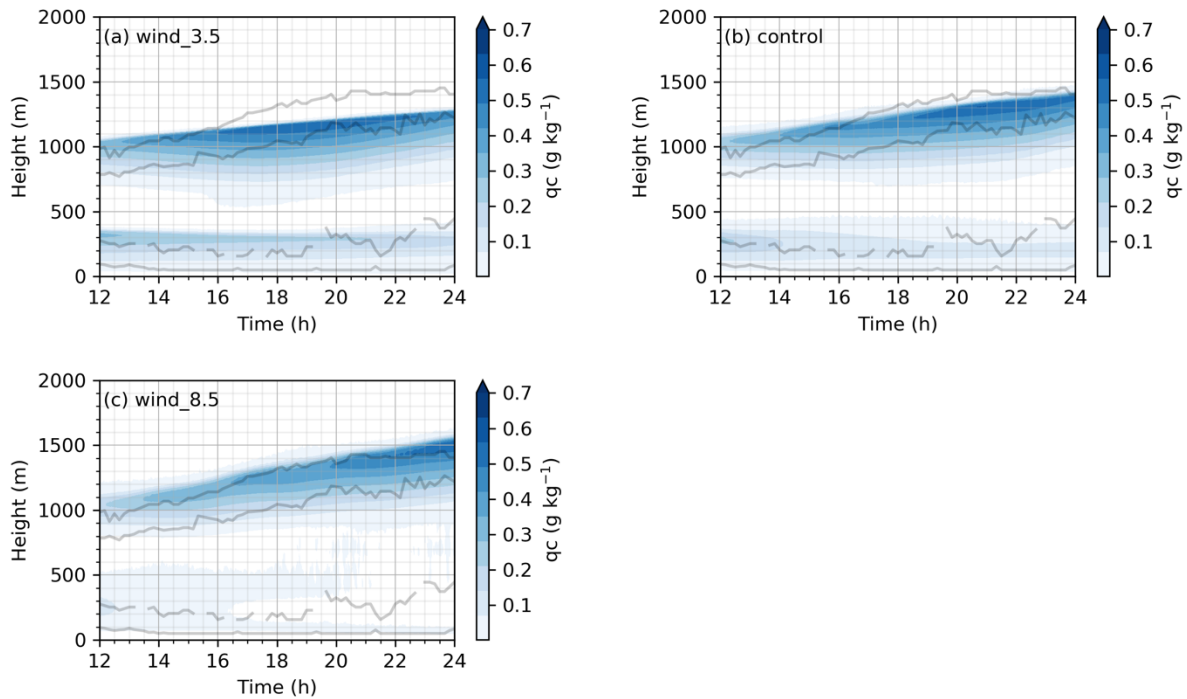 (a) wind_3.5
2000
1500
1000
500
0
Height (m)
12 14 16 18 20 22 24
Time (h)
0.7
0.6
0.5
0.4
0.3
0.2
0.1
qc (g kg⁻¹)
(b) control
2000
1500
1000
500
0
Height (m)
12 14 16 18 20 22 24
Time (h)
0.7
0.6
0.5
0.4
0.3
0.2
0.1
qc (g kg⁻¹)
(c) wind_8.5
2000
1500
1000
500
0
Height (m)
12 14 16 18 20 22 24
Time (h)
0.7
0.6
0.5
0.4
0.3
0.2
0.1
qc (g kg⁻¹)